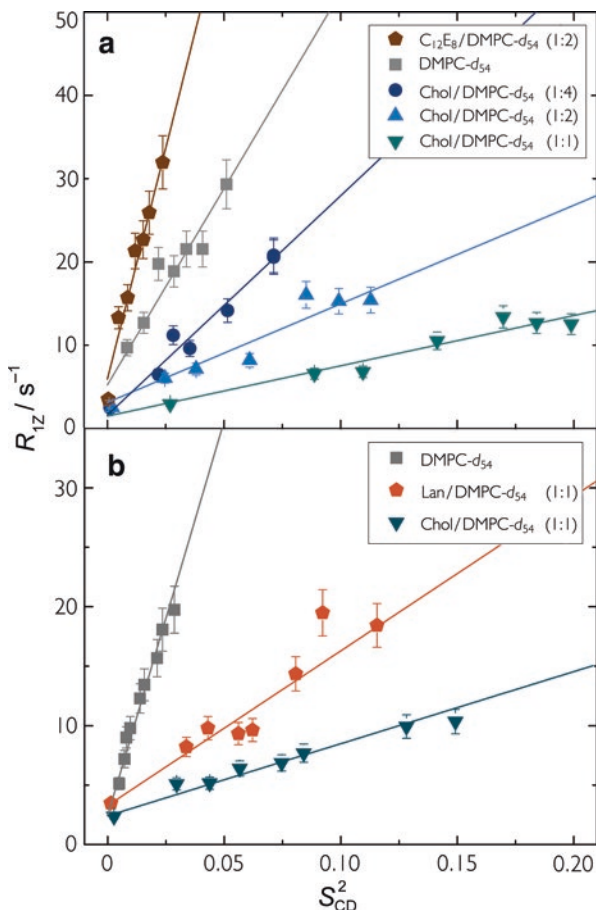 a
C₁₂E₈/DMPC-d₅₄ (1:2)
DMPC-d₅₄
Chol/DMPC-d₅₄ (1:4)
Chol/DMPC-d₅₄ (1:2)
Chol/DMPC-d₅₄ (1:1)
50
40
30
20
10
0
R₁Z / s⁻¹
b
DMPC-d₅₄
Lan/DMPC-d₅₄ (1:1)
Chol/DMPC-d₅₄ (1:1)
30
20
10
0
0 0.05 0.10 0.15 0.20
S²CD